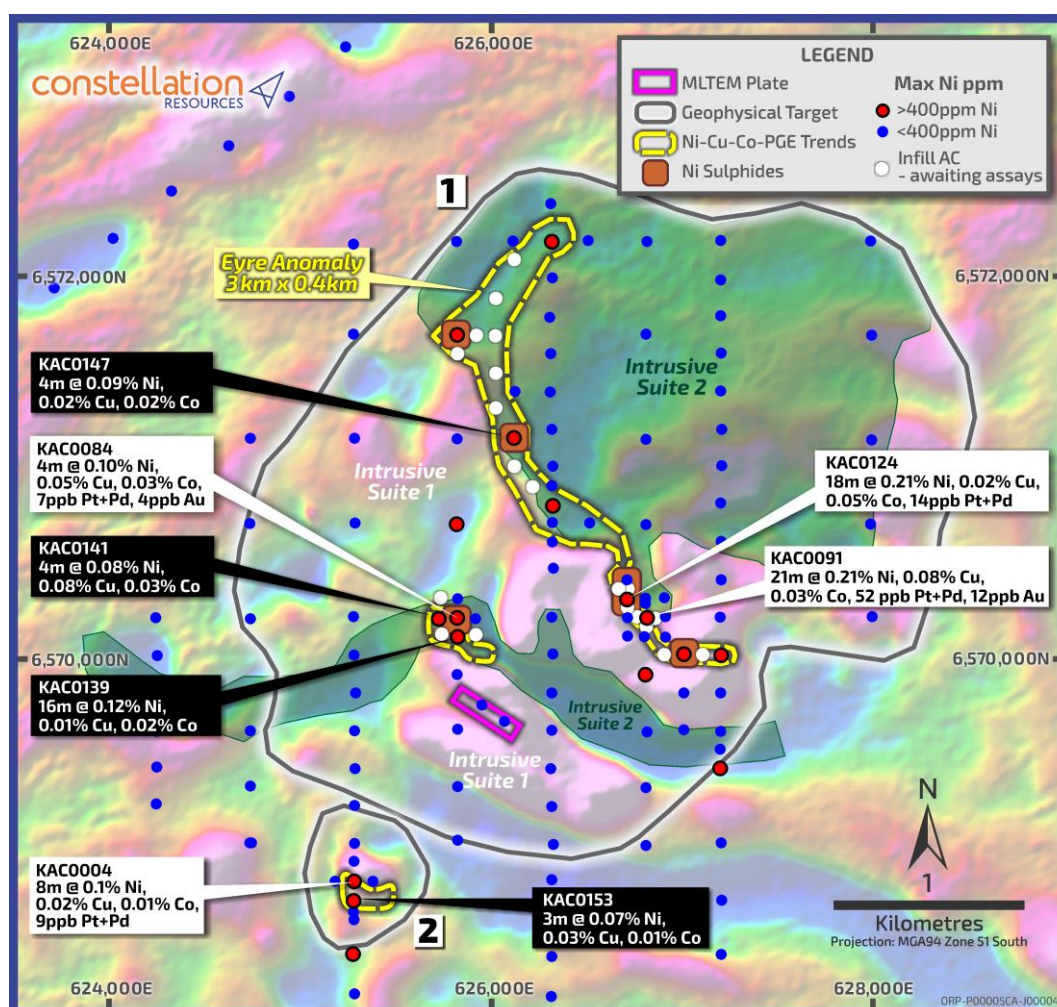 624,000E
626,000E
constellation
RESOURCES
LEGEND
MLTEM Plate
Geophysical Target
Ni-Cu-Co-PGE Trends
Ni Sulphides
Max Ni ppm
>400ppm Ni
<400ppm Ni
Infill AC
- awaiting assays
1
Eyre Anomaly
3km x 0.4km
6,572,000N
6,572,000N
KAC0147
4m @ 0.09% Ni,
0.02% Cu, 0.02% Co
Intrusive
Suite 2
KAC0084
4m @ 0.10% Ni,
0.05% Cu, 0.03% Co,
7ppb Pt+Pd, 4ppb Au
Intrusive
Suite 1
KAC0124
18m @ 0.21% Ni, 0.02% Cu,
0.05% Co, 14ppb Pt+Pd
KAC0141
4m @ 0.08% Ni,
0.08% Cu, 0.03% Co
KAC0091
21m @ 0.21% Ni, 0.08% Cu,
0.03% Co, 52 ppb Pt+Pd, 12ppb Au
6,570,000N
6,570,000N
KAC0139
16m @ 0.12% Ni,
0.01% Cu, 0.02% Co
Intrusive
Suite 2
Intrusive
Suite 1
N
KAC0004
8m @ 0.1% Ni,
0.02% Cu, 0.01% Co,
9ppb Pt+Pd
2
KAC0153
3m @ 0.07% Ni,
0.03% Cu, 0.01% Co
1
Kilometres
Projection: MGA94 Zone 51 South
624,000E
626,000E
628,000E
ORP-P00005CA-J00004